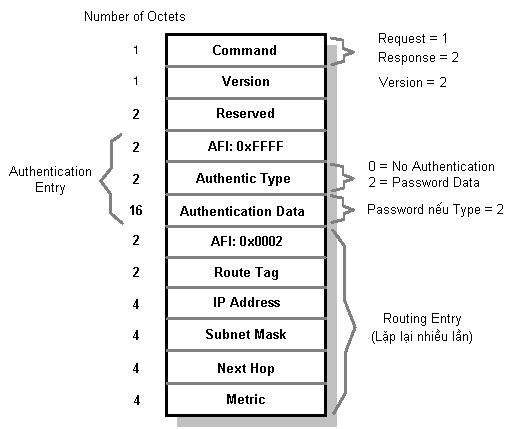 Number of Octets
1 Command Request = 1
Response = 2
1 Version Version = 2
2 Reserved
2 AFI: 0xFFFF
Authentication
Entry
2 Authentic Type 0 = No Authentication
2 = Password Data
16 Authentication Data Password nếu Type = 2
2 AFI: 0x0002
2 Route Tag
4 IP Address
Routing Entry
(Lặp lại nhiều lần)
4 Subnet Mask
4 Next Hop
4 Metric